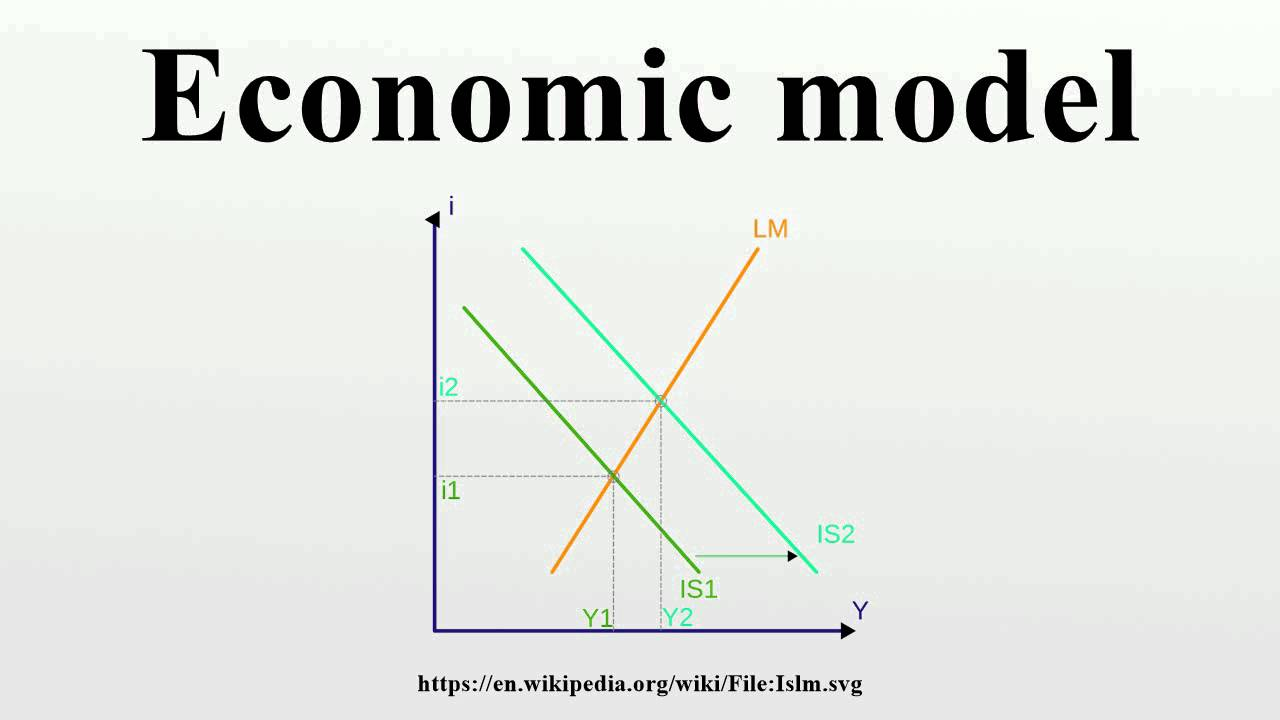 Economic model
i
LM
i2
i1
IS2
IS1
Y1
Y2
Y
https://en.wikipedia.org/wiki/File:Islm.svg